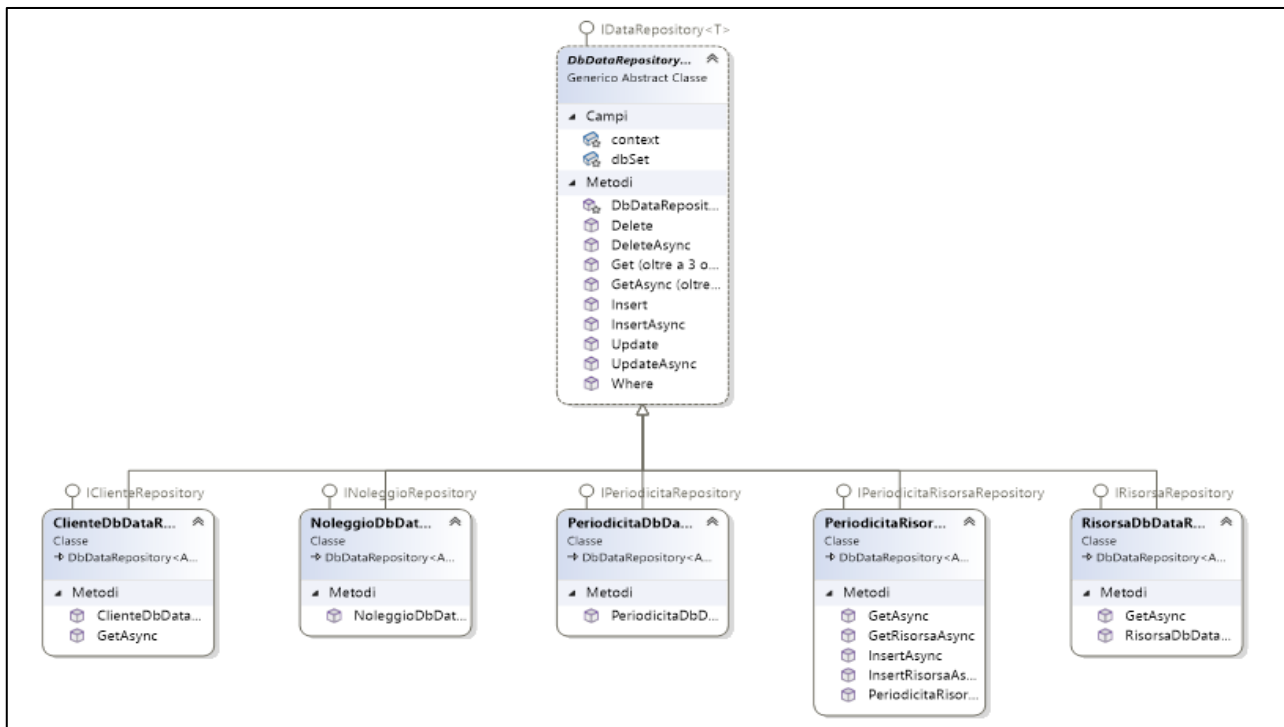 IDataRepository<T>
DbDataRepository...
Generico Abstract Classe
Campi
context
dbSet
Metodi
DbDataReposit...
Delete
DeleteAsync
Get (oltre a 3 o...
GetAsync (oltre...
Insert
InsertAsync
Update
UpdateAsync
Where
IClienteRepository
ClienteDbDataR...
Classe
DbDataRepository<A...
Metodi
ClienteDbData...
GetAsync
INoleggioRepository
NoleggioDbDat...
Classe
DbDataRepository<A...
Metodi
NoleggioDbDat...
IPeriodicitaRepository
PeriodicitaDbDa...
Classe
DbDataRepository<A...
Metodi
PeriodicitaDbD...
IPeriodicitaRisorsaRepository
PeriodicitaRisor...
Classe
DbDataRepository<A...
Metodi
GetAsync
GetRisorsaAsync
InsertAsync
InsertRisorsaAs...
PeriodicitaRisor...
IRisorsaRepository
RisorsaDbDataR...
Classe
DbDataRepository<A...
Metodi
GetAsync
RisorsaDbData...